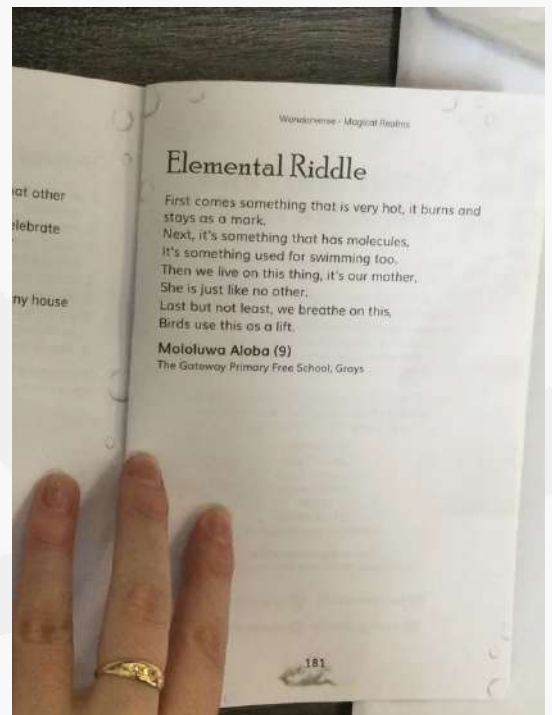 Wonderverse - Magical Realms
Elemental Riddle
First comes something that is very hot, it burns and
stays as a mark,
Next, it's something that has molecules,
It's something used for swimming too.
Then we live on this thing, it's our mother,
She is just like no other.
Last but not least, we breathe on this,
Birds use this as a lift.
Mololuwa Aloba (9)
The Gateway Primary Free School, Grays
181
at other
elebrate
ny house